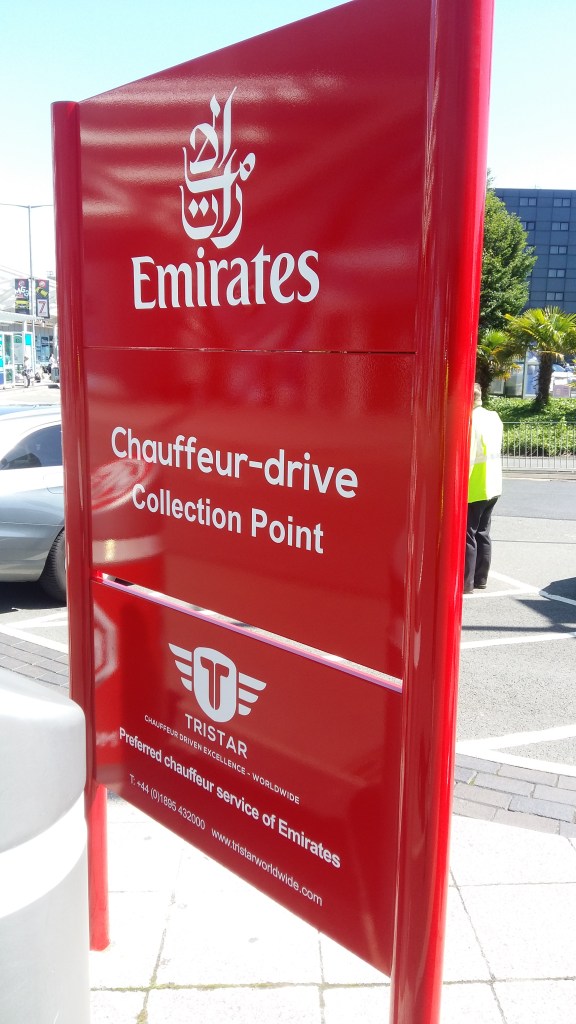 الإمارات
Emirates
Chauffeur-drive
Collection Point
T
TRISTAR
CHAUFFEUR DRIVEN EXCELLENCE - WORLDWIDE
Preferred chauffeur service of Emirates
T: +44 (0)1895 432000 www.tristarworldwide.com